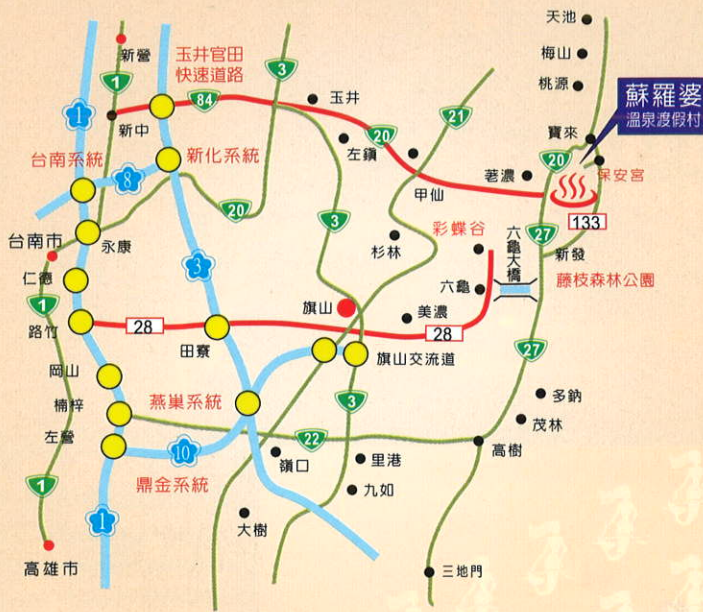 天池
新營
玉井官田
快速道路
3
梅山
1
桃源
84
玉井
蘇羅婆
溫泉渡假村
1
新中
21
寶來
20
左鎮
台南系統
新化系統
荖濃
20
保安宮
8
甲仙
133
20
3
彩蝶谷
27
台南市
永康
杉林
六龜大橋
新發
3
仁德
六龜
藤枝森林公園
1
旗山
美濃
路竹
28
28
田寮
旗山交流道
27
岡山
燕巢系統
多鈉
楠梓
3
茂林
左營
22
高樹
10
嶺口
里港
1
鼎金系統
九如
1
大樹
高雄市
三地門